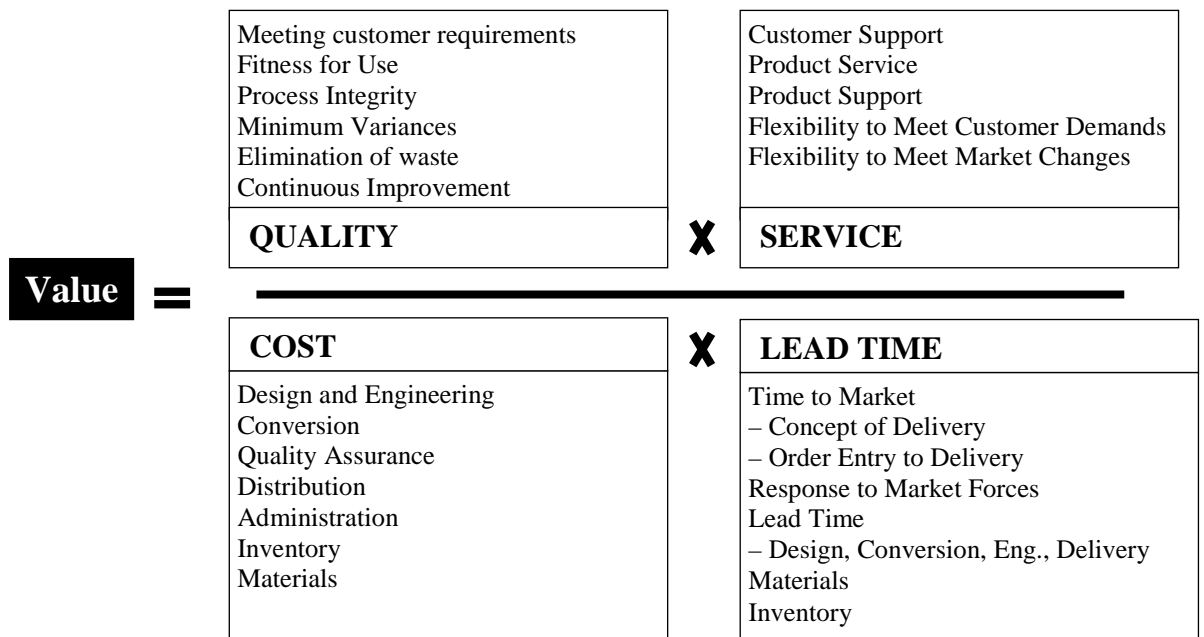 Meeting customer requirements
Fitness for Use
Process Integrity
Minimum Variances
Elimination of waste
Continuous Improvement
QUALITY
X
Customer Support
Product Service
Product Support
Flexibility to Meet Customer Demands
Flexibility to Meet Market Changes
SERVICE
Value =
COST
Design and Engineering
Conversion
Quality Assurance
Distribution
Administration
Inventory
Materials
X
LEAD TIME
Time to Market
– Concept of Delivery
– Order Entry to Delivery
Response to Market Forces
Lead Time
– Design, Conversion, Eng., Delivery
Materials
Inventory